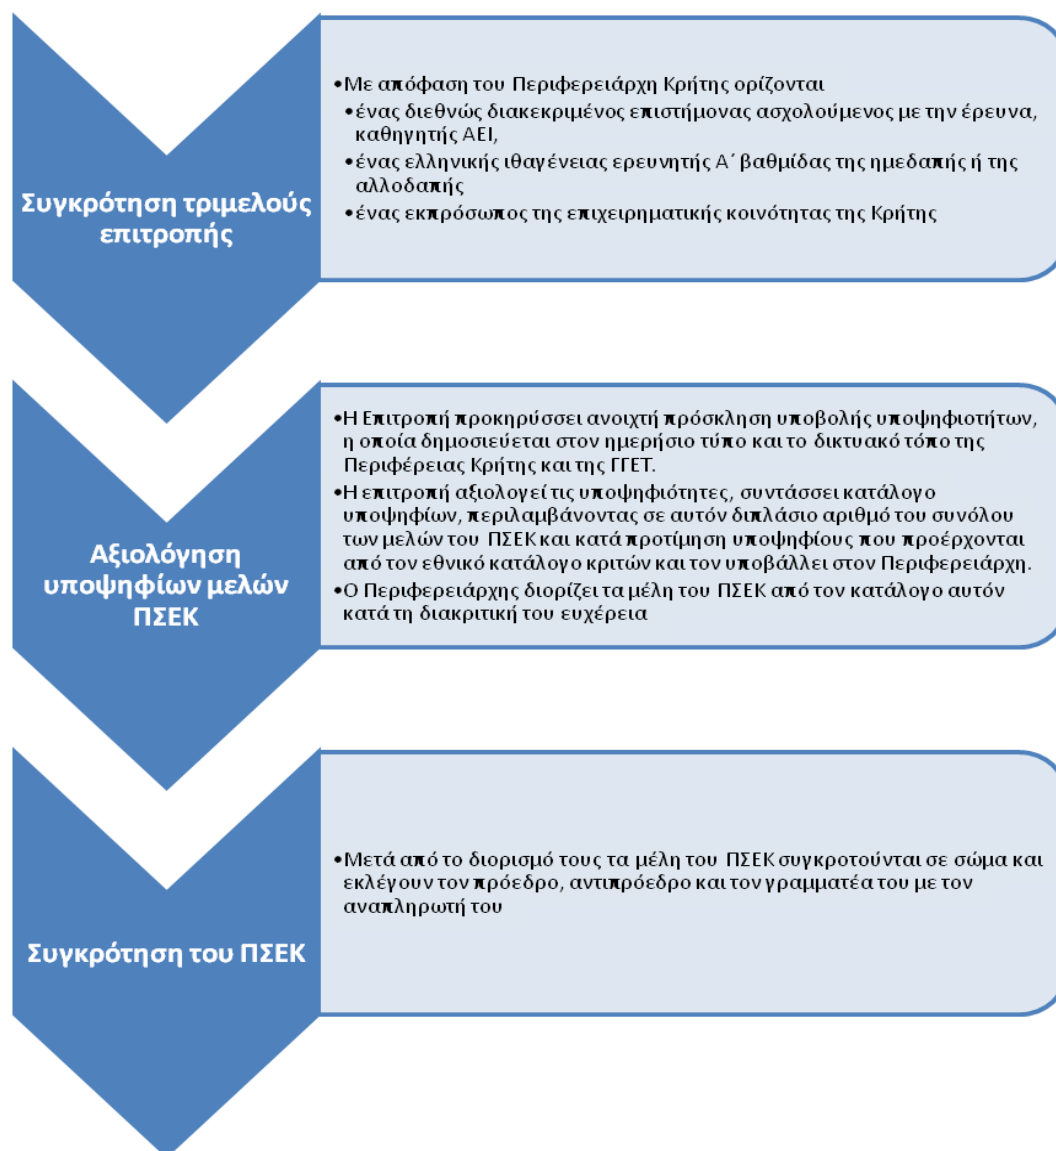 Συγκρότηση τριμελούς
επιτροπής
•Με απόφαση του Περιφερειάρχη Κρήτης ορίζονται
•ένας διεθνώς διακεκριμένος επιστήμονας ασχολούμενος με την έρευνα,
καθηγητής ΑΕΙ,
•ένας ελληνικής ιθαγένειας ερευνητής Α΄ βαθμίδας της ημεδαπής ή της
αλλοδαπής
•ένας εκπρόσωπος της επιχειρηματικής κοινότητας της Κρήτης
Αξιολόγηση
υποψηφίων μελών
ΠΣΕΚ
•Η Επιτροπή προκηρύσσει ανοιχτή πρόσκληση υποβολής υποψηφιοτήτων,
η οποία δημοσιεύεται στον ημερήσιο τύπο και το δικτυακό τόπο της
Περιφέρειας Κρήτης και της ΓΓΕΤ.
•Η επιτροπή αξιολογεί τις υποψηφιότητες, συντάσσει κατάλογο
υποψηφίων, περιλαμβάνοντας σε αυτόν διπλάσιο αριθμό του συνόλου
των μελών του ΠΣΕΚ και κατά προτίμηση υποψηφίους που προέρχονται
από τον εθνικό κατάλογο κριτών και τον υποβάλλει στον Περιφερειάρχη.
•Ο Περιφερειάρχης διορίζει τα μέλη του ΠΣΕΚ από τον κατάλογο αυτόν
κατά τη διακριτική του ευχέρεια
Συγκρότηση του ΠΣΕΚ
•Μετά από το διορισμό τους τα μέλη του ΠΣΕΚ συγκροτούνται σε σώμα και
εκλέγουν τον πρόεδρο, αντιπρόεδρο και τον γραμματέα του με τον
αναπληρωτή του